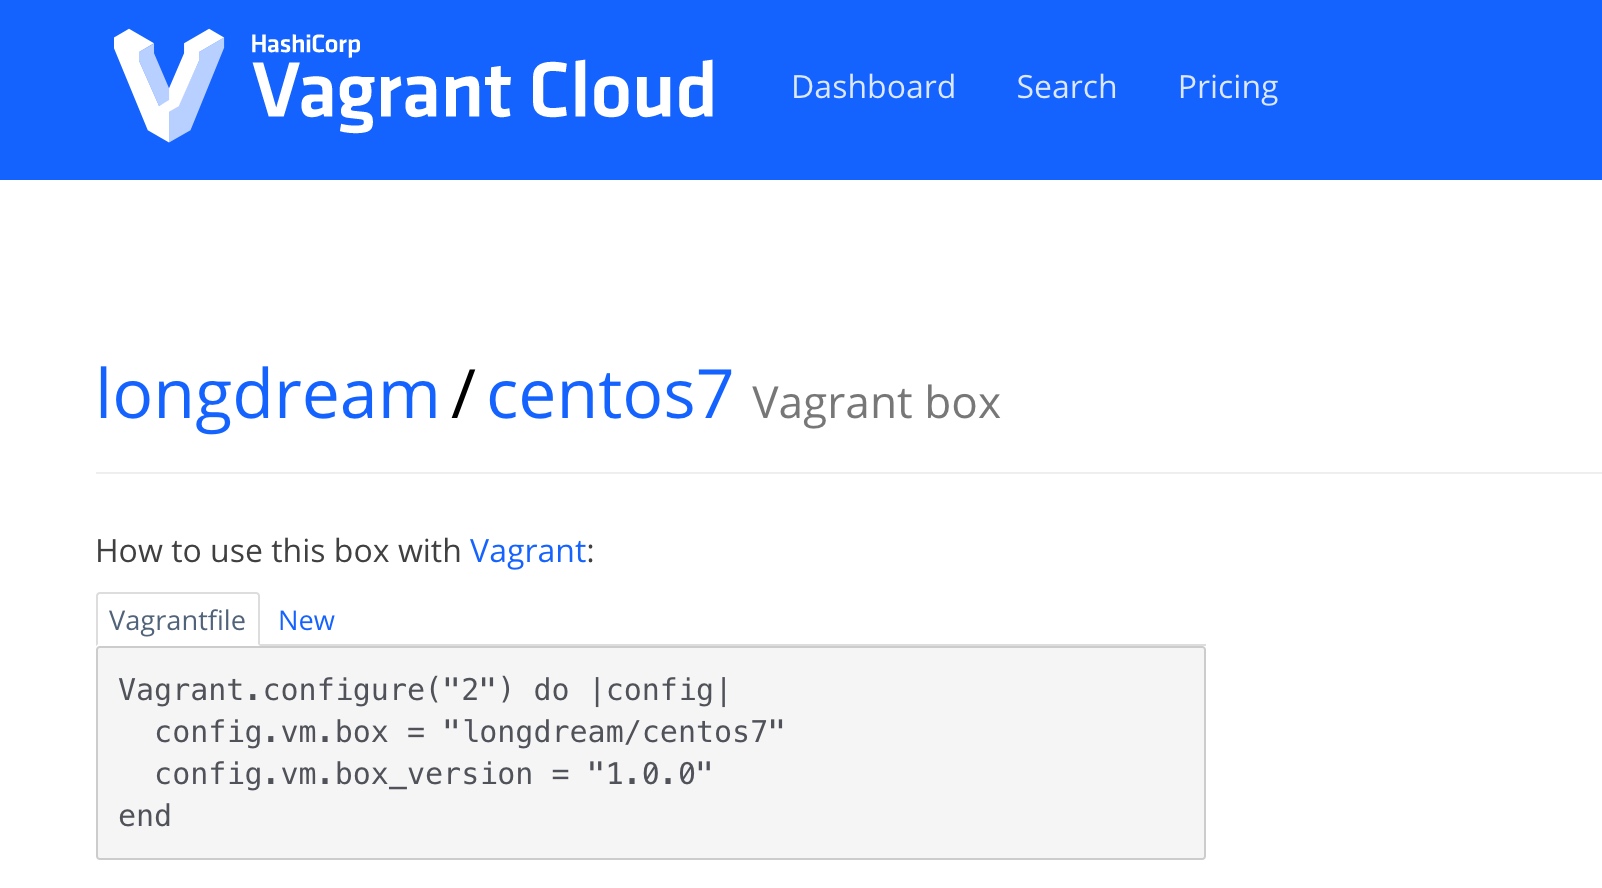 HashiCorp
Vagrant Cloud
Dashboard Search Pricing
longdream/centos7 Vagrant box
How to use this box with Vagrant:
Vagrantfile New
Vagrant.configure("2") do |config|
  config.vm.box = "longdream/centos7"
  config.vm.box_version = "1.0.0"
end